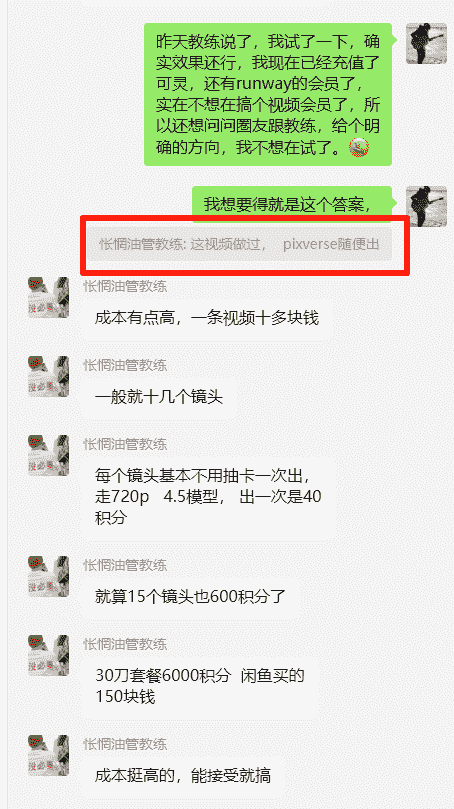 昨天教练说了，我试了一下，确
实效果还行，我现在已经充值了
可灵，还有runway的会员了，
实在不想在搞个视频会员了，所
以还想问问圈友跟教练，给个明
确的方向，我不想在试了。
我想要得就是这个答案，
怅惘油管教练: 这视频做过， pixverse随便出
怅惘油管教练
成本有点高，一条视频十多块钱
怅惘油管教练
一般就十几个镜头
怅惘油管教练
每个镜头基本不用抽卡一次出，
走720p 4.5模型， 出一次是40
积分
怅惘油管教练
就算15个镜头也600积分了
怅惘油管教练
30刀套餐6000积分 闲鱼买的
150块钱
怅惘油管教练
成本挺高的，能接受就搞